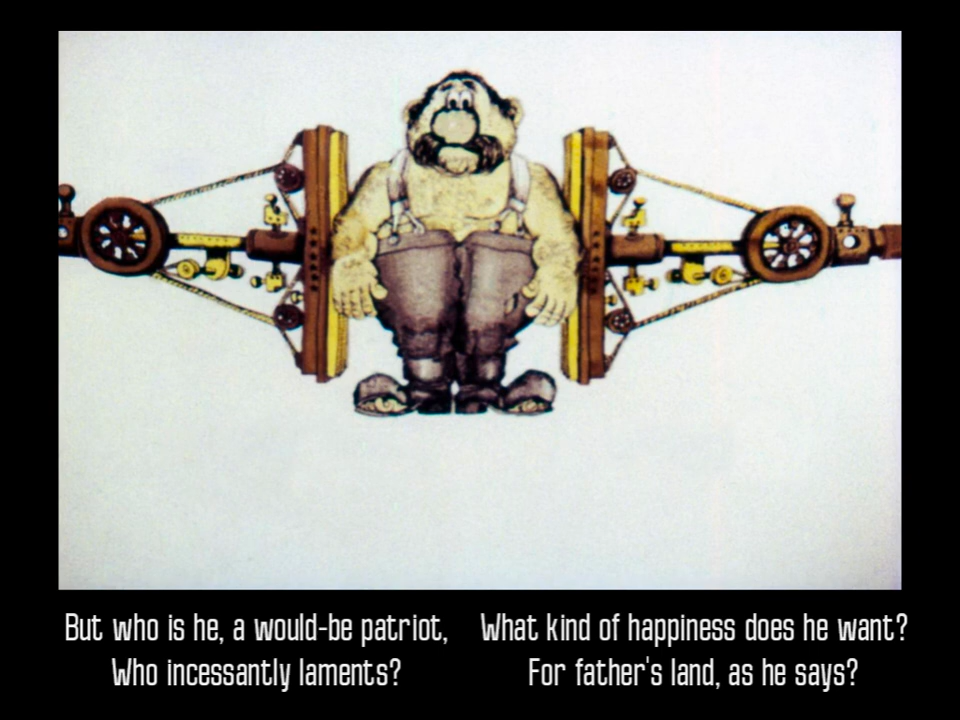 But who is he, a would-be patriot,
Who incessantly laments?
What kind of happiness does he want?
For father's land, as he says?